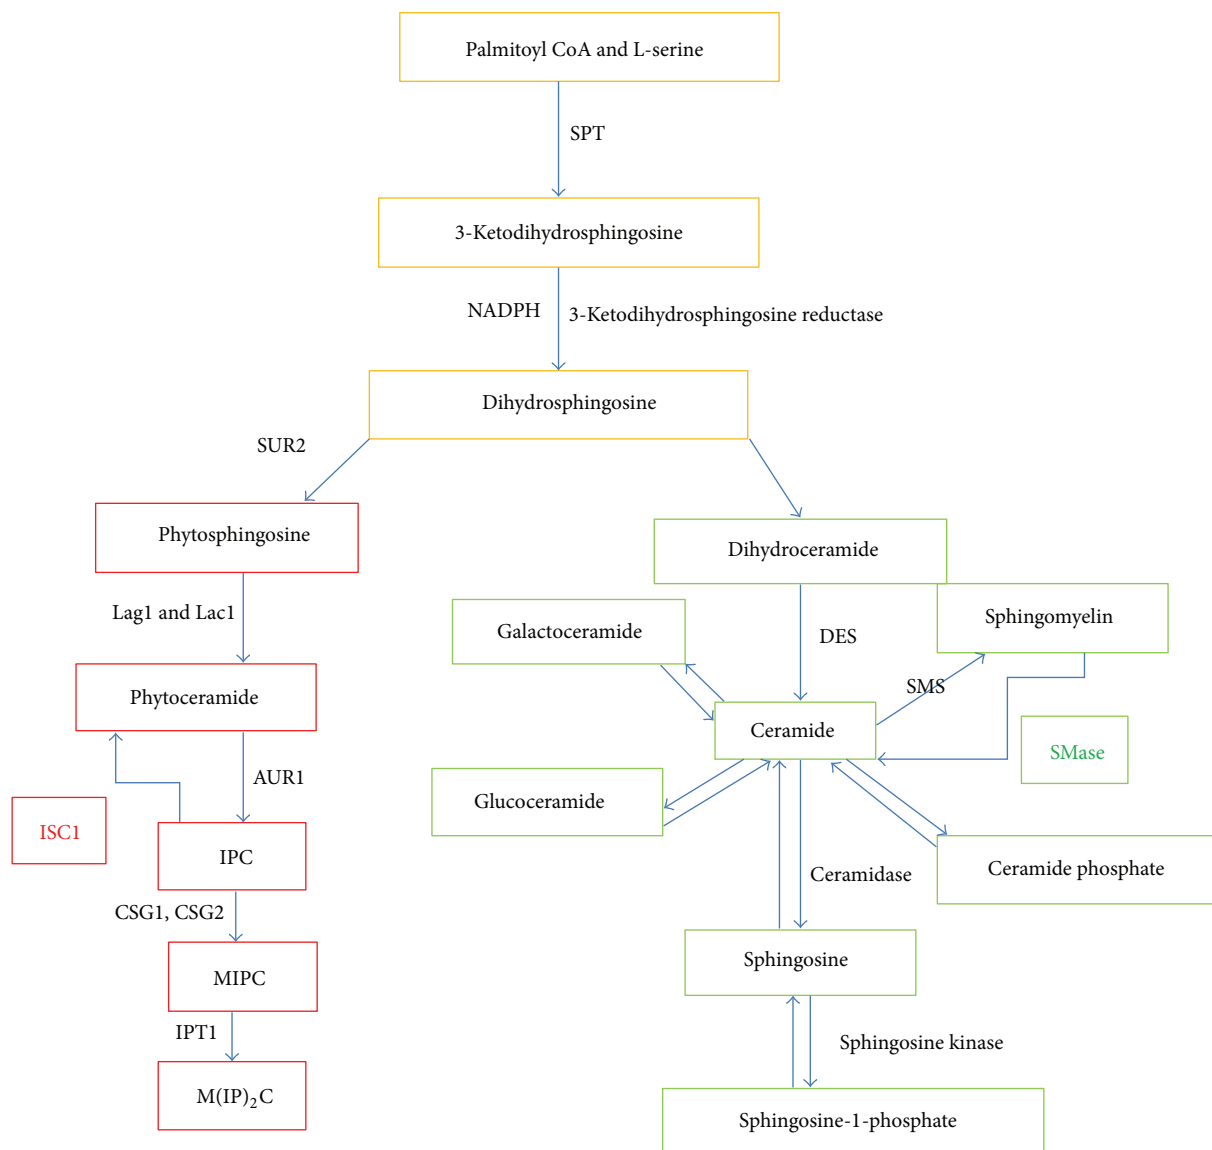 Palmitoyl CoA and L-serine
SPT
3-Ketodihydrosphingosine
NADPH
3-Ketodihydrosphingosine reductase
Dihydrosphingosine
SUR2
Phytosphingosine
Dihydroceramide
Lag1 and Lac1
Galactoceramide
DES
Sphingomyelin
Phytoceramide
SMS
Ceramide
SMase
AUR1
Glucoceramide
ISC1
IPC
Ceramidase
Ceramide phosphate
CSG1, CSG2
Sphingosine
MIPC
IPT1
Sphingosine kinase
M(IP)₂C
Sphingosine-1-phosphate